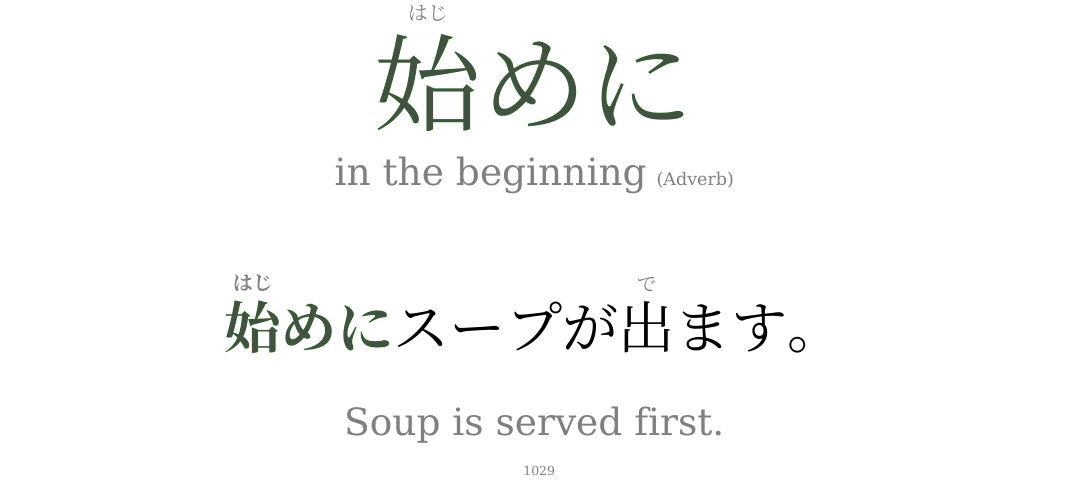 はじ
始めに
in the beginning (Adverb)
はじ で
始めにスープが出ます。
Soup is served first.
1029